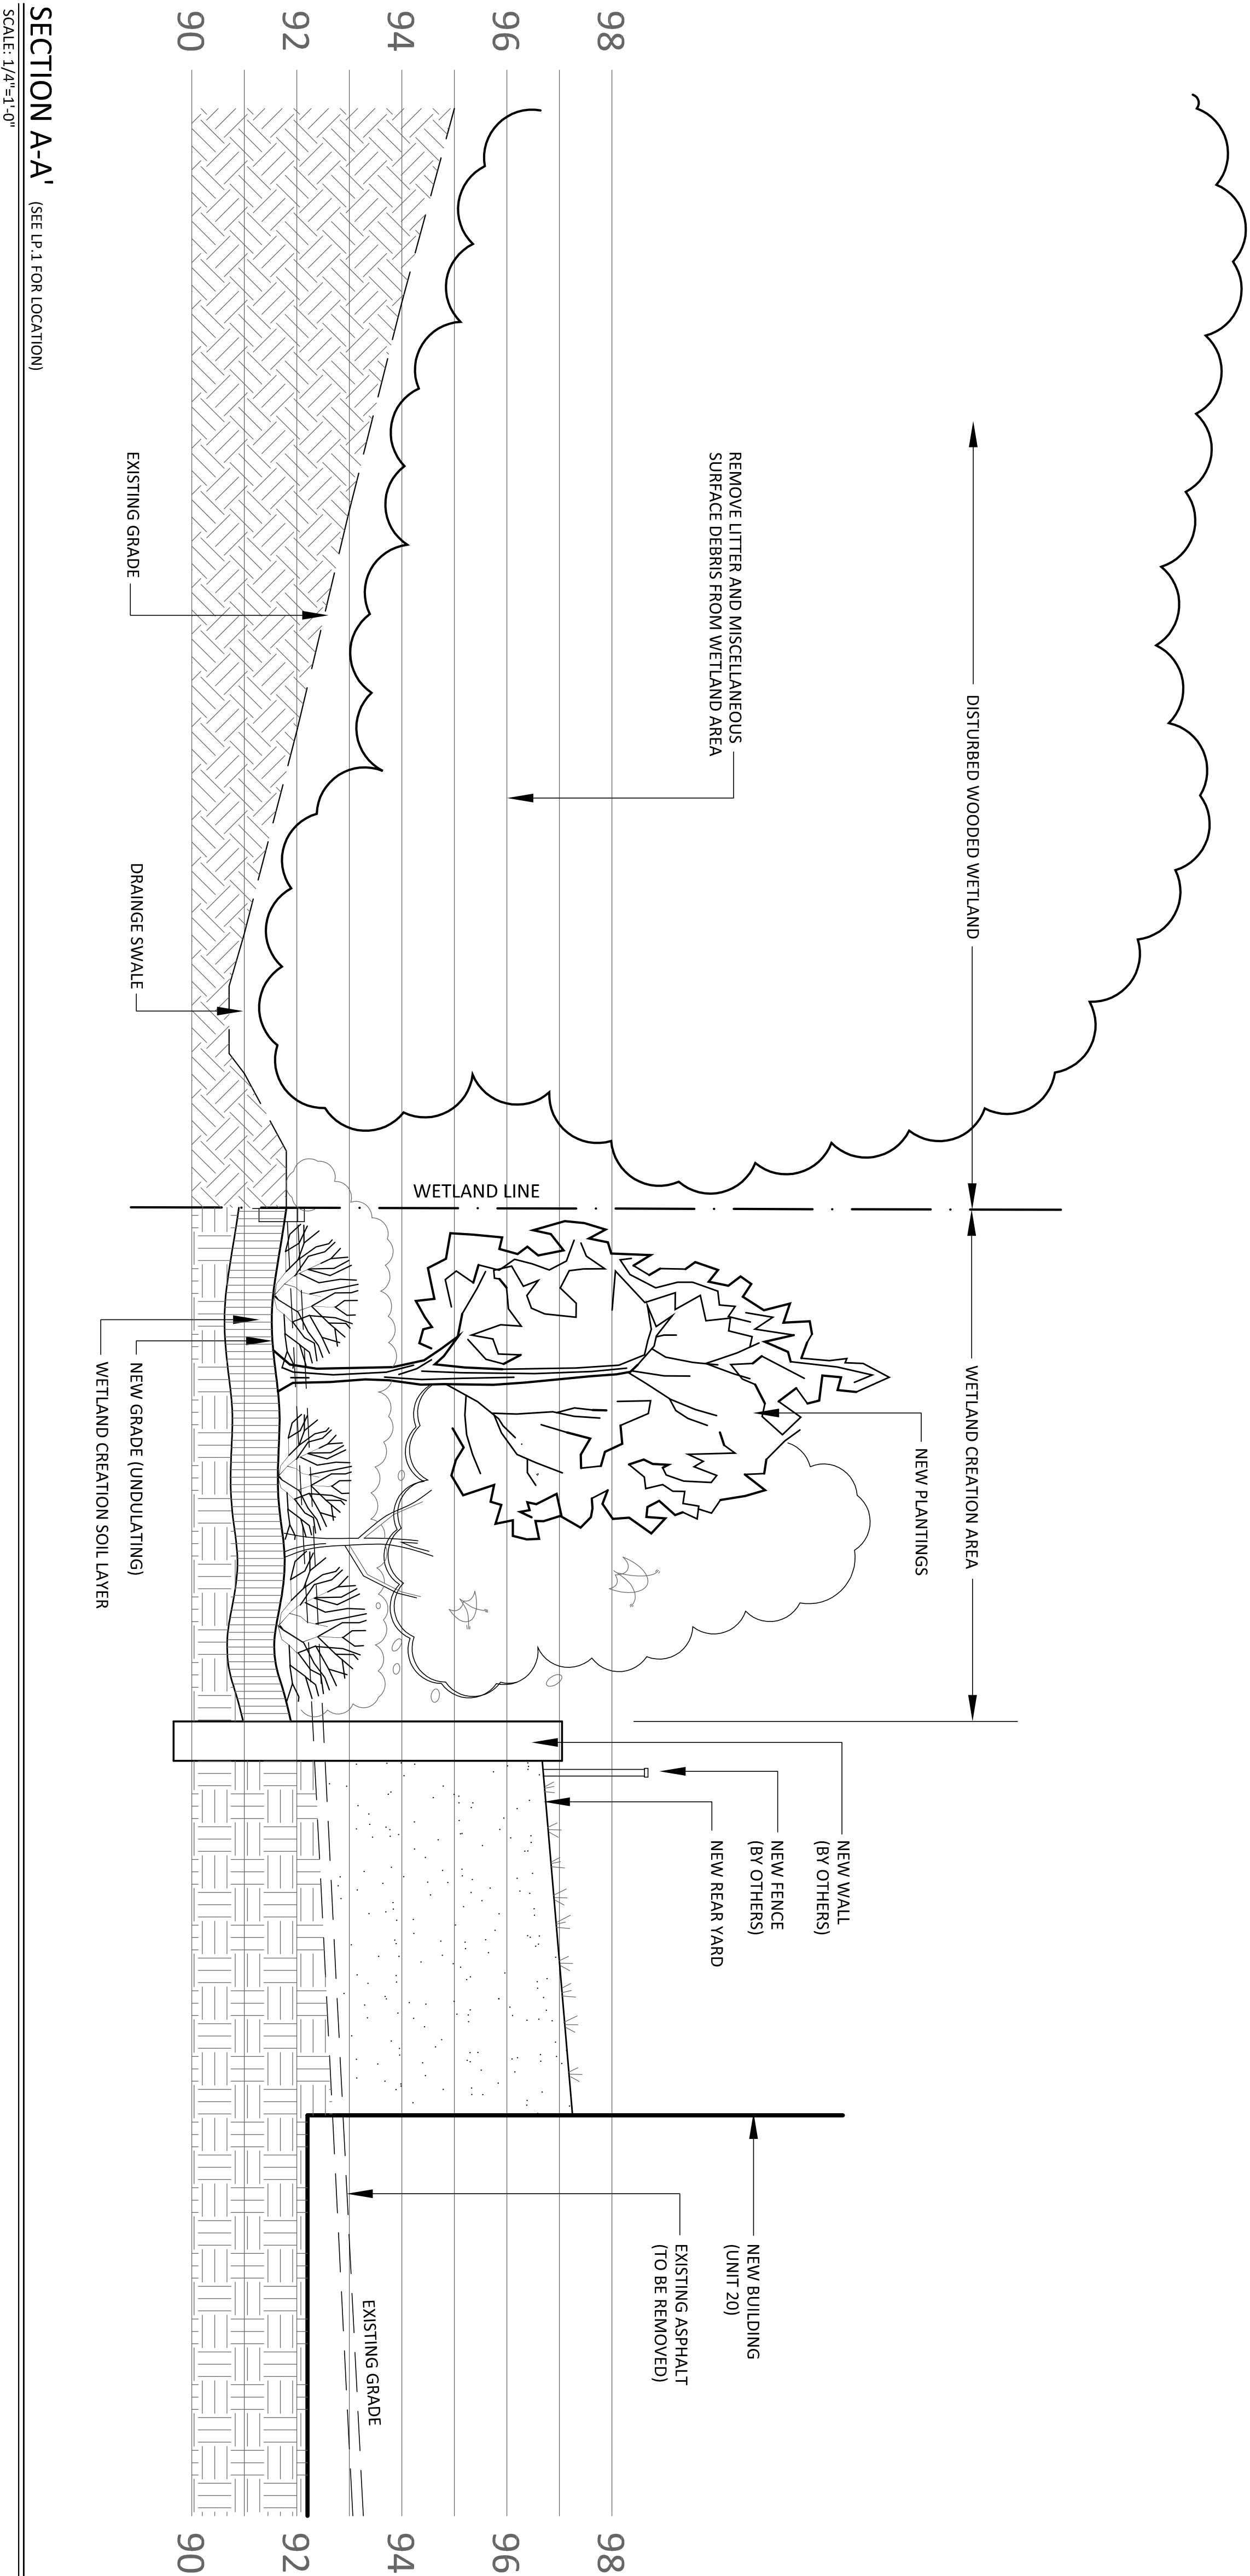 DISTURBED WOODED WETLAND
WETLAND CREATION AREA
NEW PLANTINGS
NEW WALL
(BY OTHERS)
NEW FENCE
(BY OTHERS)
NEW REAR YARD
NEW BUILDING
(UNIT 20)
EXISTING ASPHALT
(TO BE REMOVED)
REMOVE LITTER AND MISCELLANEOUS
SURFACE DEBRIS FROM WETLAND AREA
WETLAND LINE
98
98
96
96
94
94
EXISTING GRADE
92
92
90
90
EXISTING GRADE
DRAINGE SWALE
NEW GRADE (UNDULATING)
WETLAND CREATION SOIL LAYER
SECTION A-A' (SEE LP.1 FOR LOCATION)
SCALE: 1/4"=1'-0"